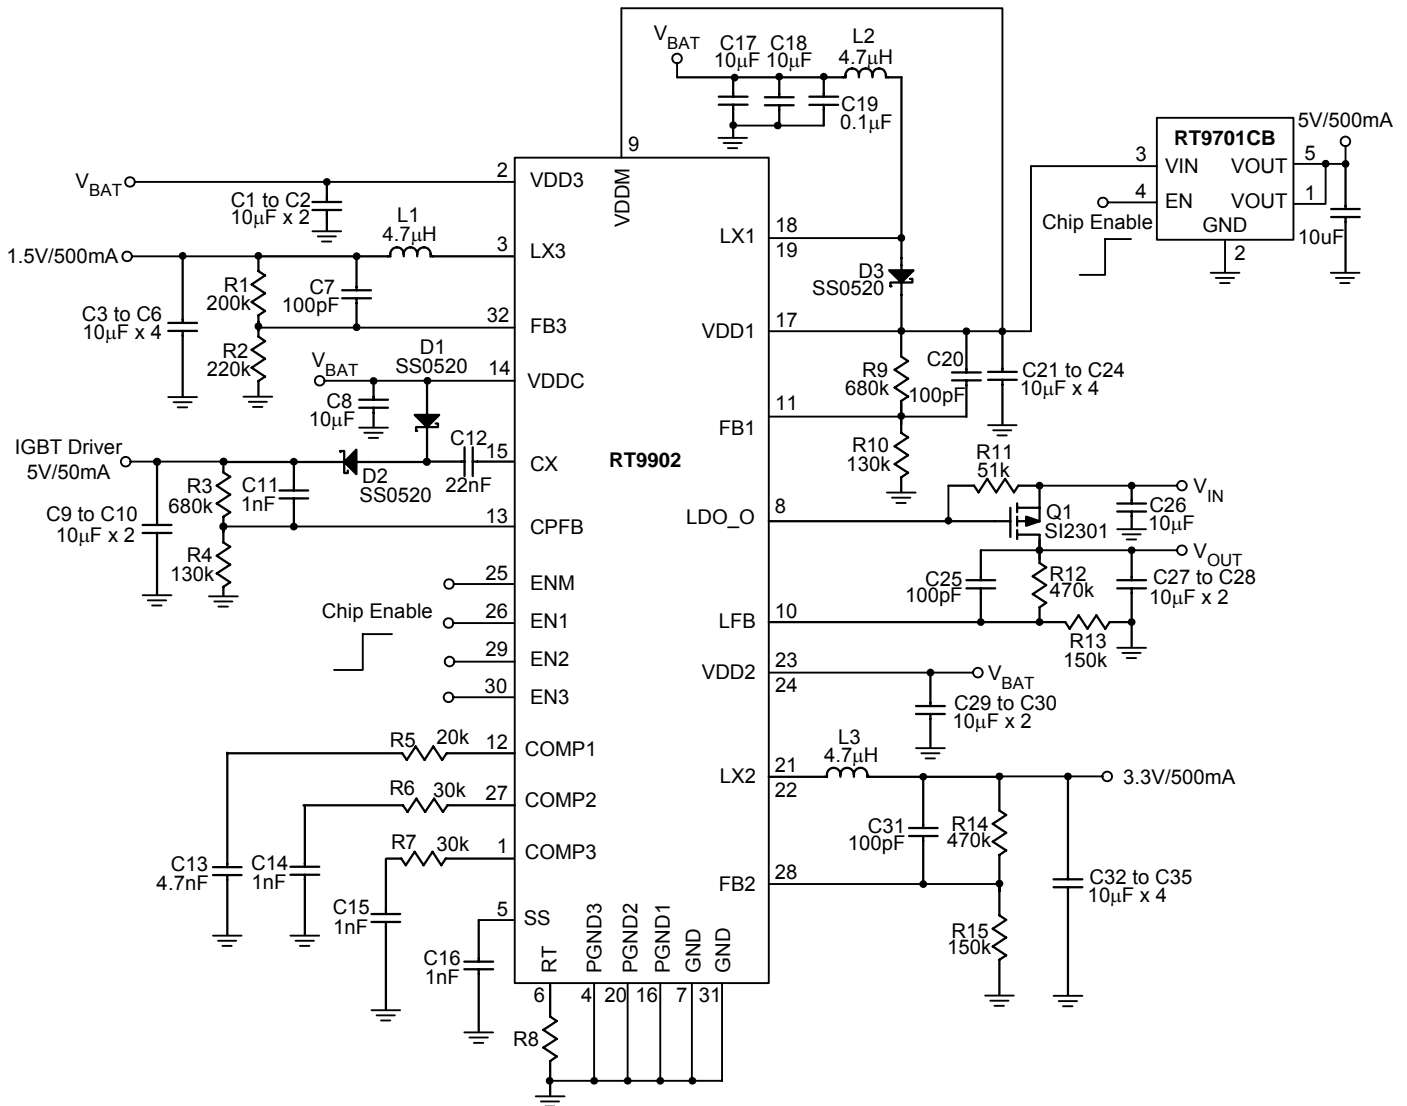 VBAT
C17
10μF
C18
10μF
L2
4.7μH
C19
0.1μF
9
VDDM
RT9701CB
5V/500mA
3
VIN
VOUT
5
4
EN
VOUT
1
GND
2
Chip Enable
10uF
VBAT
2
VDD3
C1 to C2
10μF x 2
L1
4.7μH
1.5V/500mA
3
LX3
R1
200k
C7
100pF
C3 to C6
10μF x 4
32
FB3
R2
220k
VBAT
D1
SS0520
14
VDDC
C8
10μF
IGBT Driver
5V/50mA
C12
22nF
15
CX
D2
SS0520
R3
680k
C11
1nF
C9 to C10
10μF x 2
13
CPFB
R4
130k
25
ENM
Chip Enable
26
EN1
29
EN2
30
EN3
R5
20k
12
COMP1
R6
30k
27
COMP2
R7
30k
1
COMP3
C13
4.7nF
C14
1nF
C15
1nF
5
SS
C16
1nF
RT9902
RT
PGND3
PGND2
PGND1
GND
GND
6
4
20
16
7
31
R8
LX1
18
19
D3
SS0520
VDD1
17
R9
680k
C20
100pF
C21 to C24
10μF x 4
FB1
11
R10
130k
R11
51k
LDO_O
8
VIN
C26
10μF
Q1
SI2301
VOUT
C25
100pF
R12
470k
C27 to C28
10μF x 2
LFB
10
R13
150k
VDD2
23
24
VBAT
C29 to C30
10μF x 2
L3
4.7μH
LX2
21
22
3.3V/500mA
C31
100pF
R14
470k
FB2
28
C32 to C35
10μF x 4
R15
150k